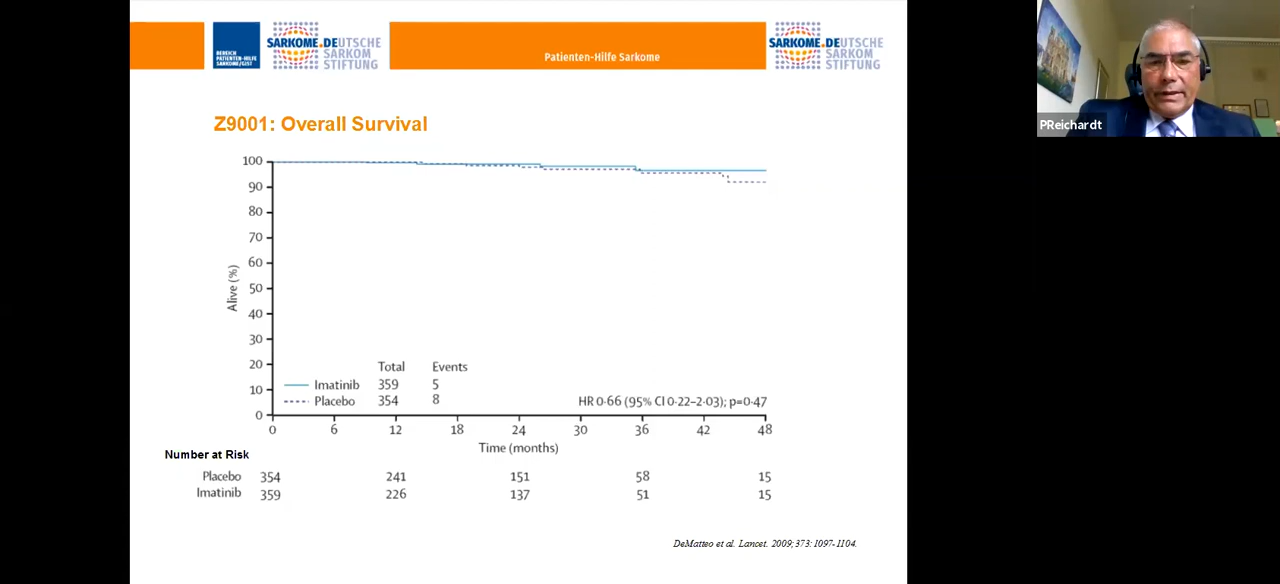 BEREICH
PATIENTEN-HILFE
SARKOME/GIST
SARKOME.DEUTSCHE
SARKOM
STIFTUNG
Patienten-Hilfe Sarkome
SARKOME.DEUTSCHE
SARKOM
STIFTUNG
PReichardt
Z9001: Overall Survival
100
90
80
70
60
50
40
30
20
10
0
Alive (%)
Total Events
Imatinib 359 5
Placebo 354 8
HR 0·66 (95% CI 0·22–2·03); p=0·47
0 6 12 18 24 30 36 42 48
Time (months)
Number at Risk
Placebo 354 241 151 58 15
Imatinib 359 226 137 51 15
DeMatteo et al. Lancet. 2009; 373: 1097-1104.